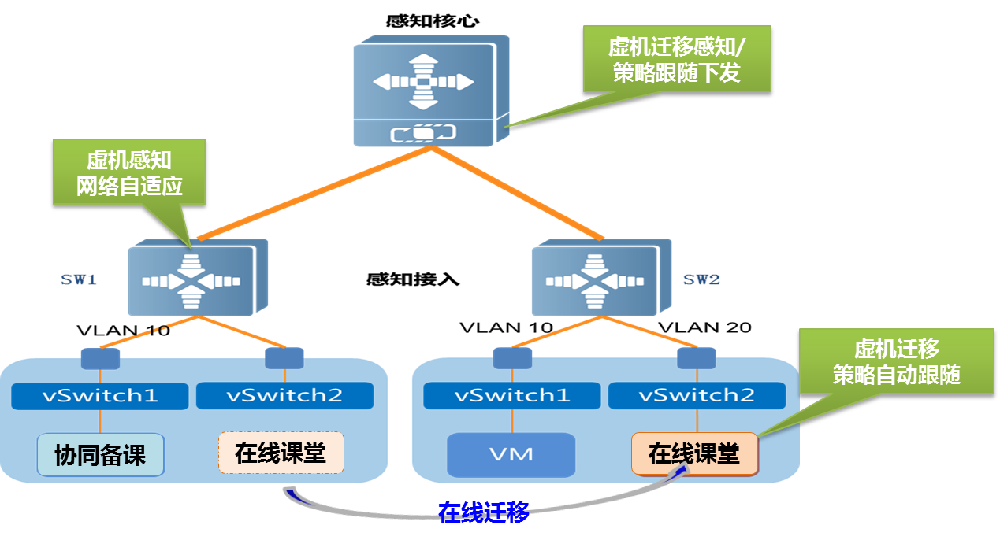 感知核心
虚机迁移感知/
策略跟随下发
虚机感知
网络自适应
SW1
感知接入
SW2
VLAN 10
VLAN 10
VLAN 20
虚机迁移
策略自动跟随
vSwitch1
vSwitch2
vSwitch1
vSwitch2
协同备课
在线课堂
VM
在线课堂
在线迁移